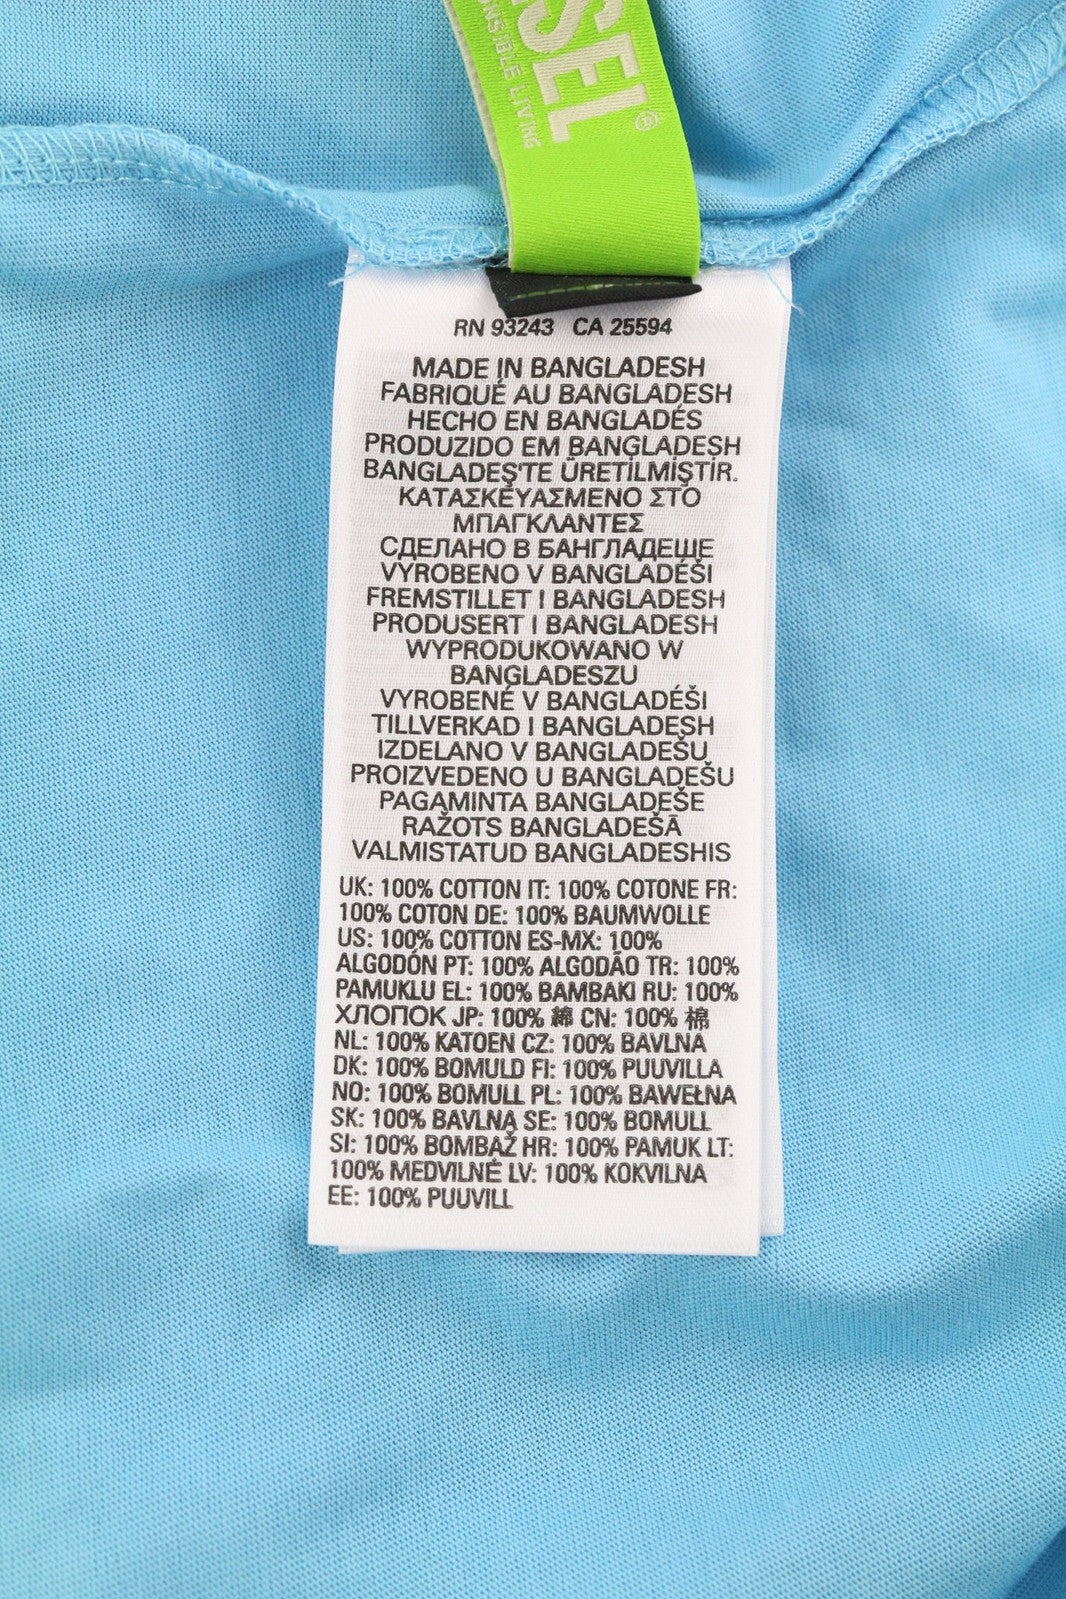 SEL®
LIVING
RN 93243 CA 25594
MADE IN BANGLADESH
FABRIQUÉ AU BANGLADESH
HECHO EN BANGLADÉS
PRODUZIDO EM BANGLADESH
BANGLADEŞ'TE ÜRETİLMİŞTİR.
ΚΑΤΑΣΚΕΥΑΣΜΕΝΟ ΣΤΟ
ΜΠΑΓΚΛΑΝΤΕΣ
СДЕЛАНО В БАНГЛАДЕШЕ
VYROBENO V BANGLADÉŠI
FREMSTILLET I BANGLADESH
PRODUSERT I BANGLADESH
WYPRODUKOWANO W
BANGLADESZU
VYROBENÉ V BANGLADÉŠI
TILLVERKAD I BANGLADESH
IZDELANO V BANGLADEŠU
PROIZVEDENO U BANGLADEŠU
PAGAMINTA BANGLADEŠE
RAŽOTS BANGLADEŠĀ
VALMISTATUD BANGLADESHIS
UK: 100% COTTON IT: 100% COTONE FR:
100% COTON DE: 100% BAUMWOLLE
US: 100% COTTON ES-MX: 100%
ALGODÓN PT: 100% ALGODÃO TR: 100%
PAMUKLU EL: 100% BAMBAKI RU: 100%
ХЛОПОК JP: 100% 綿 CN: 100% 棉
NL: 100% KATOEN CZ: 100% BAVLNA
DK: 100% BOMULD FI: 100% PUUVILLA
NO: 100% BOMULL PL: 100% BAWEŁNA
SK: 100% BAVLNA SE: 100% BOMULL
SI: 100% BOMBAŽ HR: 100% PAMUK LT:
100% MEDVILNĖ LV: 100% KOKVILNA
EE: 100% PUUVILL